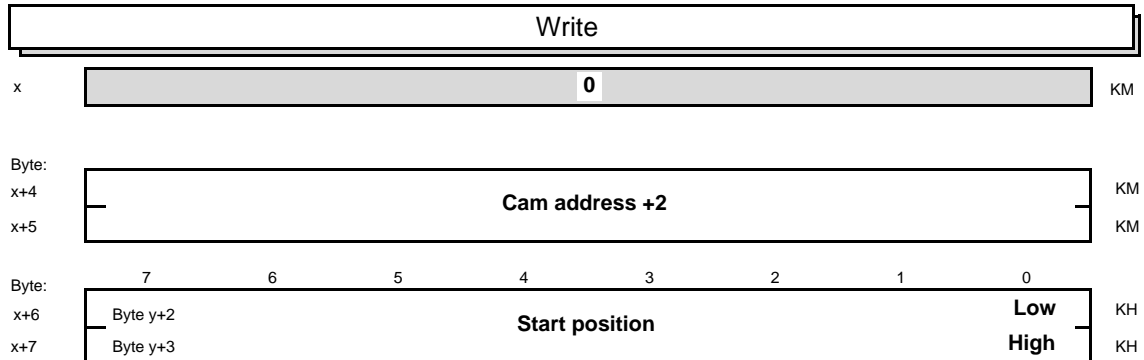 Write
x 0 KM
Byte:
x+4 KM
Cam address +2
x+5 KM
7 6 5 4 3 2 1 0
Byte:
x+6 Byte y+2 Low KH
Start position
x+7 Byte y+3 High KH